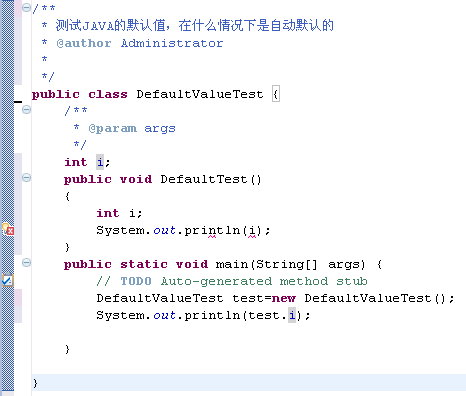 /**
 * 测试JAVA的默认值，在什么情况下是自动默认的
 * @author Administrator
 *
 */
public class DefaultValueTest {
    /**
     * @param args
     */
    int i;
    public void DefaultTest()
    {
        int i;
        System.out.println(i);
    }
    public static void main(String[] args) {
        // TODO Auto-generated method stub
        DefaultValueTest test=new DefaultValueTest();
        System.out.println(test.i);
    }
}